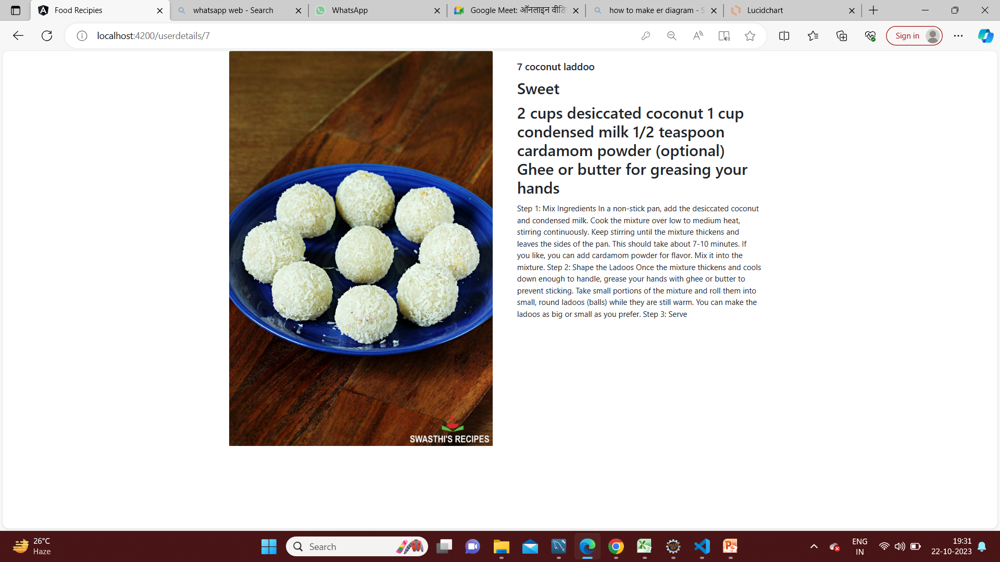 Food Recipies
whatsapp web - Search
WhatsApp
Google Meet: ऑनलाइन वीडि
how to make er diagram - S
Lucidchart
localhost:4200/userdetails/7
Sign in
7 coconut laddoo
Sweet
2 cups desiccated coconut 1 cup
condensed milk 1/2 teaspoon
cardamom powder (optional)
Ghee or butter for greasing your
hands
Step 1: Mix Ingredients In a non-stick pan, add the desiccated coconut
and condensed milk. Cook the mixture over low to medium heat,
stirring continuously. Keep stirring until the mixture thickens and
leaves the sides of the pan. This should take about 7-10 minutes. If
you like, you can add cardamom powder for flavor. Mix it into the
mixture. Step 2: Shape the Ladoos Once the mixture thickens and cools
down enough to handle, grease your hands with ghee or butter to
prevent sticking. Take small portions of the mixture and roll them into
small, round ladoos (balls) while they are still warm. You can make the
ladoos as big or small as you prefer. Step 3: Serve
SWASTHI'S RECIPES
26°C
Haze
Search
ENG
IN
19:31
22-10-2023